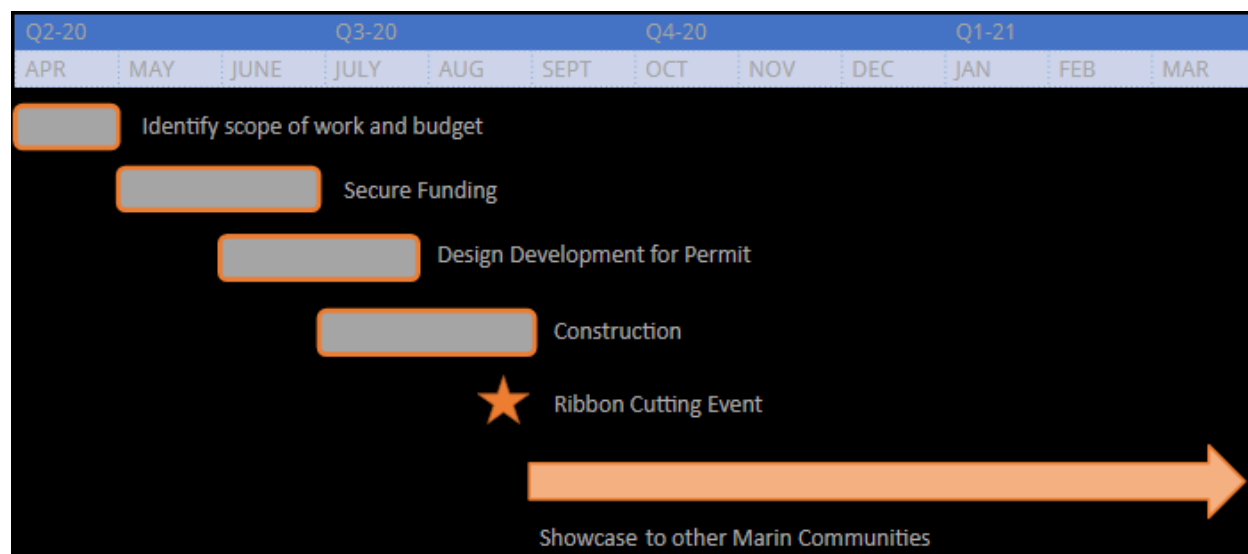 Q2-20 Q3-20 Q4-20 Q1-21
APR MAY JUNE JULY AUG SEPT OCT NOV DEC JAN FEB MAR
Identify scope of work and budget
Secure Funding
Design Development for Permit
Construction
Ribbon Cutting Event
Showcase to other Marin Communities